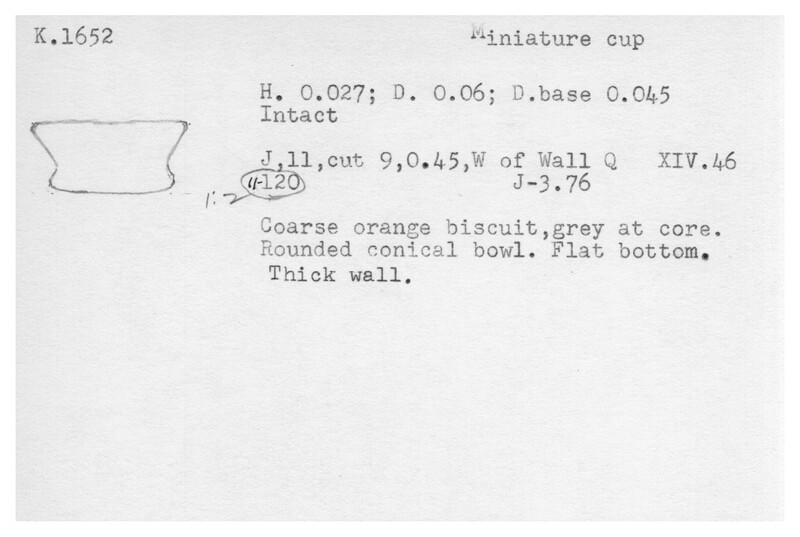 K.1652
Miniature cup
H. 0.027; D. 0.06; D.base 0.045
Intact
J,11,cut 9,0.45,W of Wall Q XIV.46
4-120 J-3.76
1:2
Coarse orange biscuit,grey at core.
Rounded conical bowl. Flat bottom.
Thick wall.